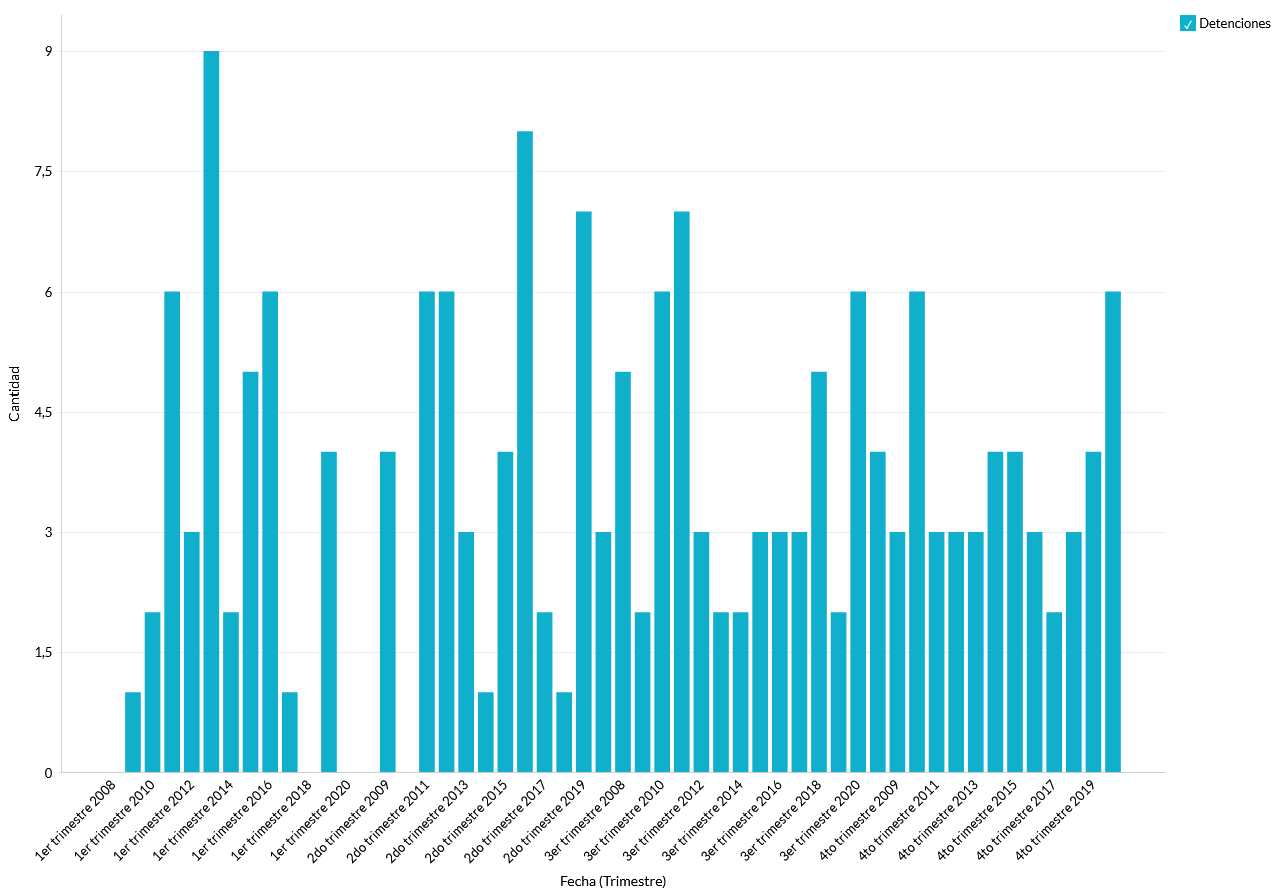 Detenciones
9
7,5
6
4,5
3
1,5
0
Cantidad
1er trimestre 2008
1er trimestre 2010
1er trimestre 2012
1er trimestre 2014
1er trimestre 2016
1er trimestre 2018
1er trimestre 2020
2do trimestre 2009
2do trimestre 2011
2do trimestre 2013
2do trimestre 2015
2do trimestre 2017
2do trimestre 2019
3er trimestre 2008
3er trimestre 2010
3er trimestre 2012
3er trimestre 2014
3er trimestre 2016
3er trimestre 2018
3er trimestre 2020
4to trimestre 2009
4to trimestre 2011
4to trimestre 2013
4to trimestre 2015
4to trimestre 2017
4to trimestre 2019
Fecha (Trimestre)